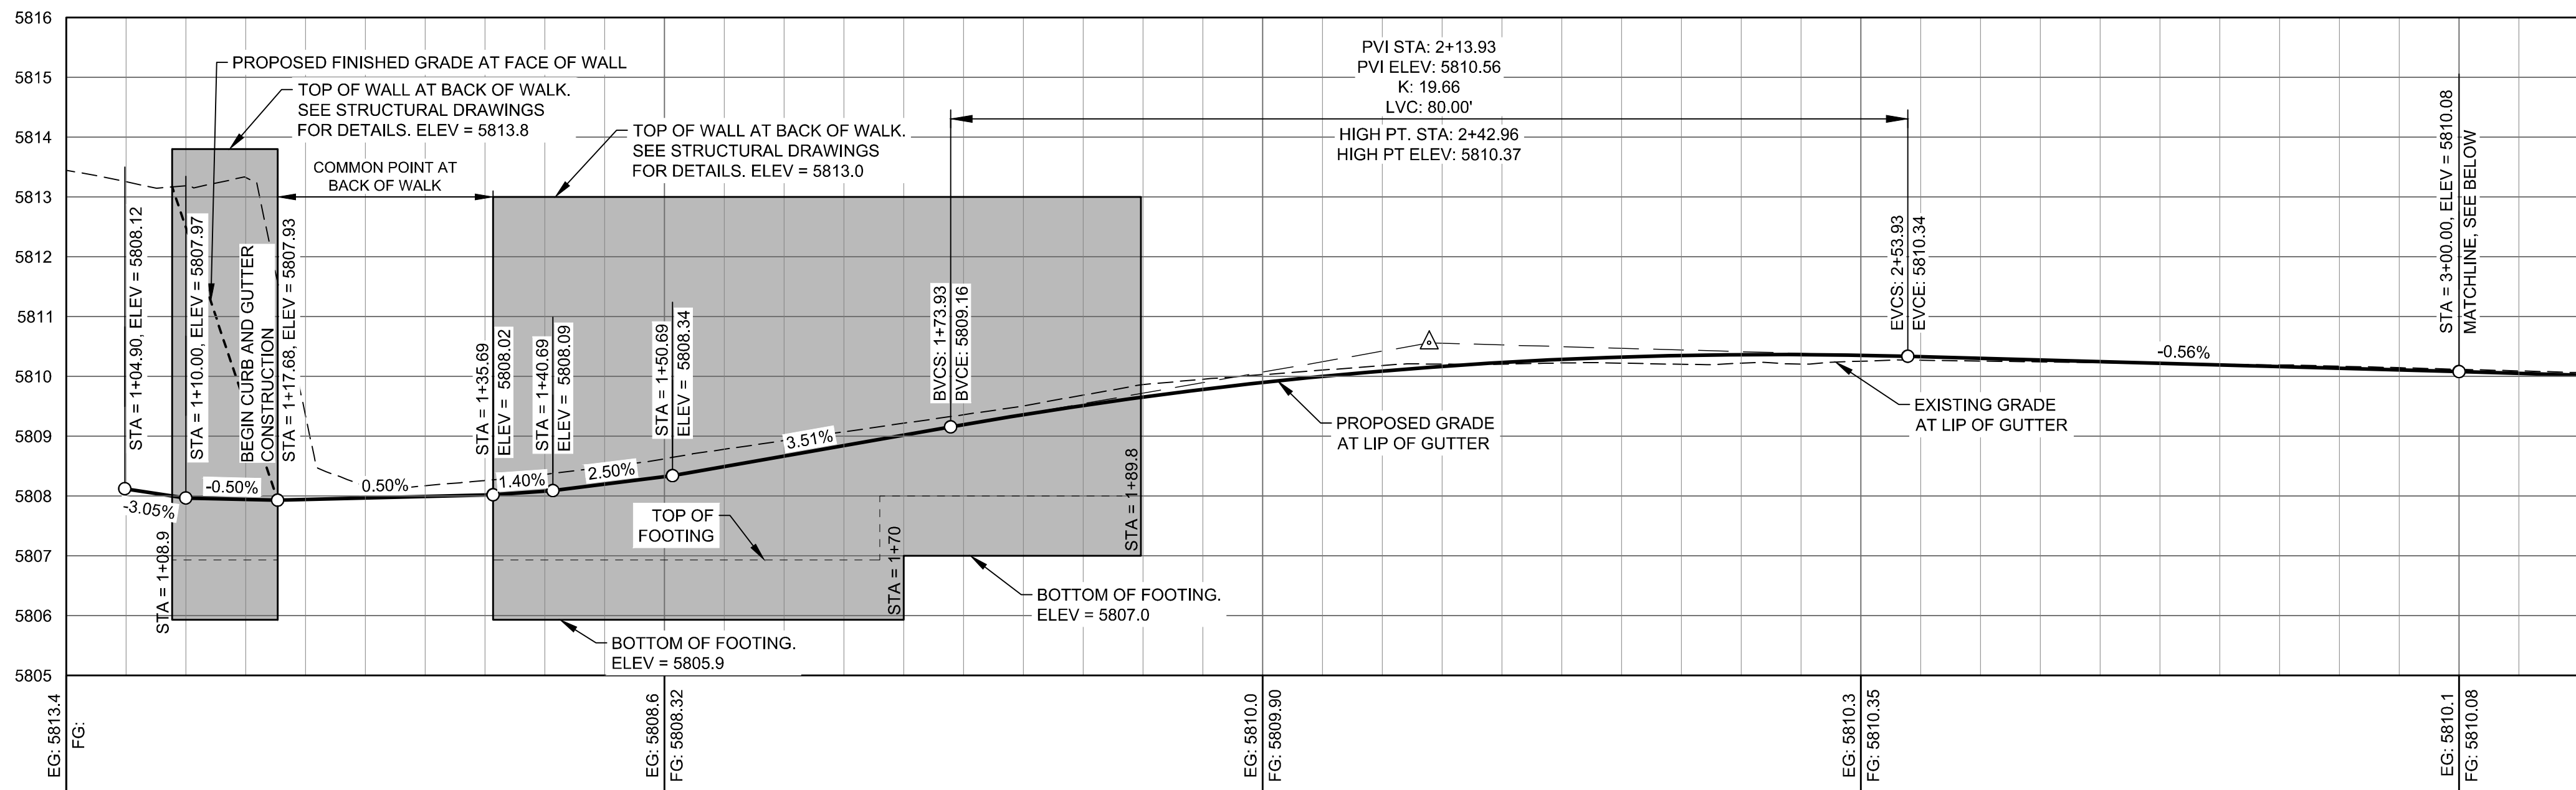 5816
5815
5814
5813
5812
5811
5810
5809
5808
5807
5806
5805
PROPOSED FINISHED GRADE AT FACE OF WALL
TOP OF WALL AT BACK OF WALK.
SEE STRUCTURAL DRAWINGS
FOR DETAILS. ELEV = 5813.8
COMMON POINT AT
BACK OF WALK
TOP OF WALL AT BACK OF WALK.
SEE STRUCTURAL DRAWINGS
FOR DETAILS. ELEV = 5813.0
PVI STA: 2+13.93
PVI ELEV: 5810.56
K: 19.66
LVC: 80.00'
HIGH PT. STA: 2+42.96
HIGH PT ELEV: 5810.37
STA = 1+04.90, ELEV = 5808.12
STA = 1+10.00, ELEV = 5807.97
BEGIN CURB AND GUTTER
CONSTRUCTION
STA = 1+17.68, ELEV = 5807.93
STA = 1+35.69
ELEV = 5808.02
STA = 1+40.69
ELEV = 5808.09
STA = 1+50.69
ELEV = 5808.34
BVCS: 1+73.93
BVCE: 5809.16
EVCS: 2+53.93
EVCE: 5810.34
STA = 3+00.00, ELEV = 5810.08
MATCHLINE, SEE BELOW
-3.05%
-0.50%
0.50%
1.40%
2.50%
3.51%
-0.56%
PROPOSED GRADE
AT LIP OF GUTTER
EXISTING GRADE
AT LIP OF GUTTER
STA = 1+08.9
TOP OF
FOOTING
STA = 1+70
STA = 1+89.8
BOTTOM OF FOOTING.
ELEV = 5807.0
BOTTOM OF FOOTING.
ELEV = 5805.9
EG: 5813.4
FG:
EG: 5808.6
FG: 5808.32
EG: 5810.0
FG: 5809.90
EG: 5810.3
FG: 5810.35
EG: 5810.1
FG: 5810.08